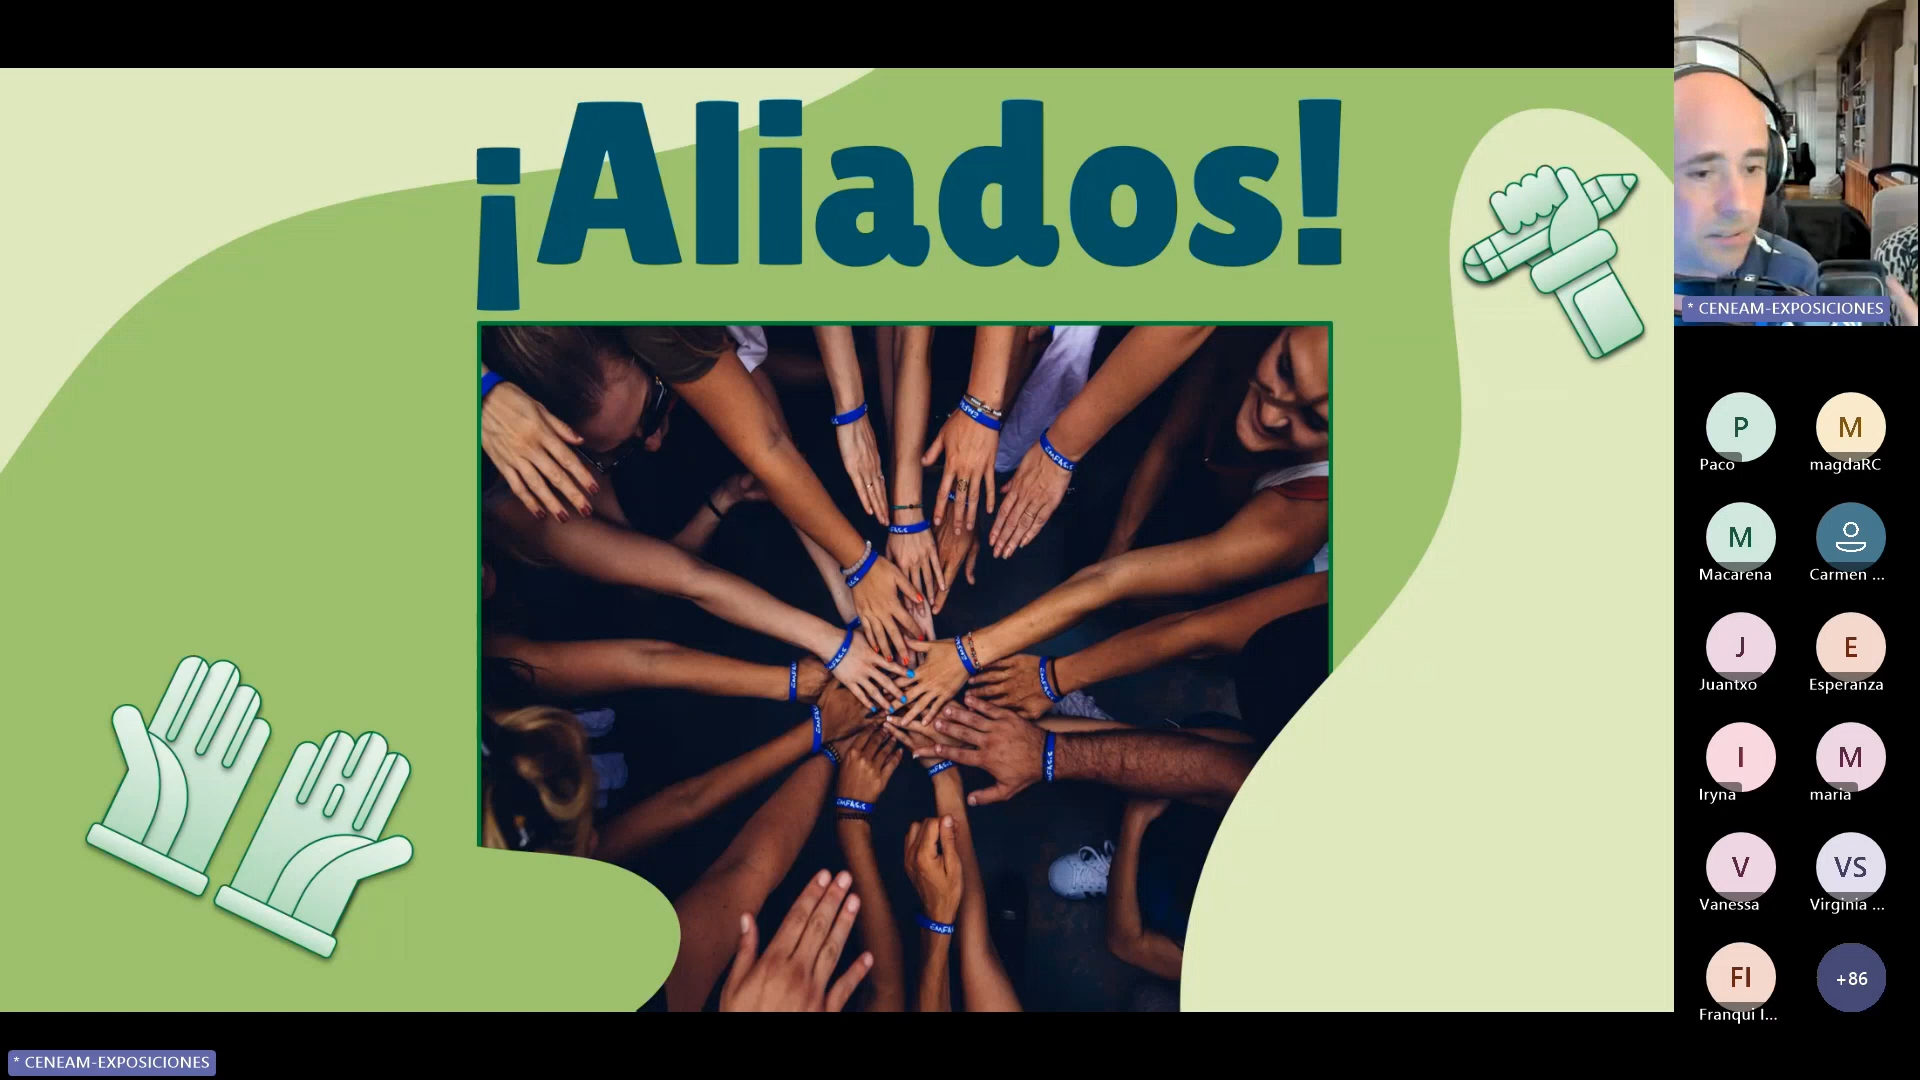 ¡Aliados!
* CENEAM-EXPOSICIONES
P
M
Paco
magdaRC
M
Macarena
Carmen ...
J
E
Juantxo
Esperanza
I
M
Iryna
maria
V
VS
Vanessa
Virginia ...
FI
+86
Franqui I...
* CENEAM-EXPOSICIONES